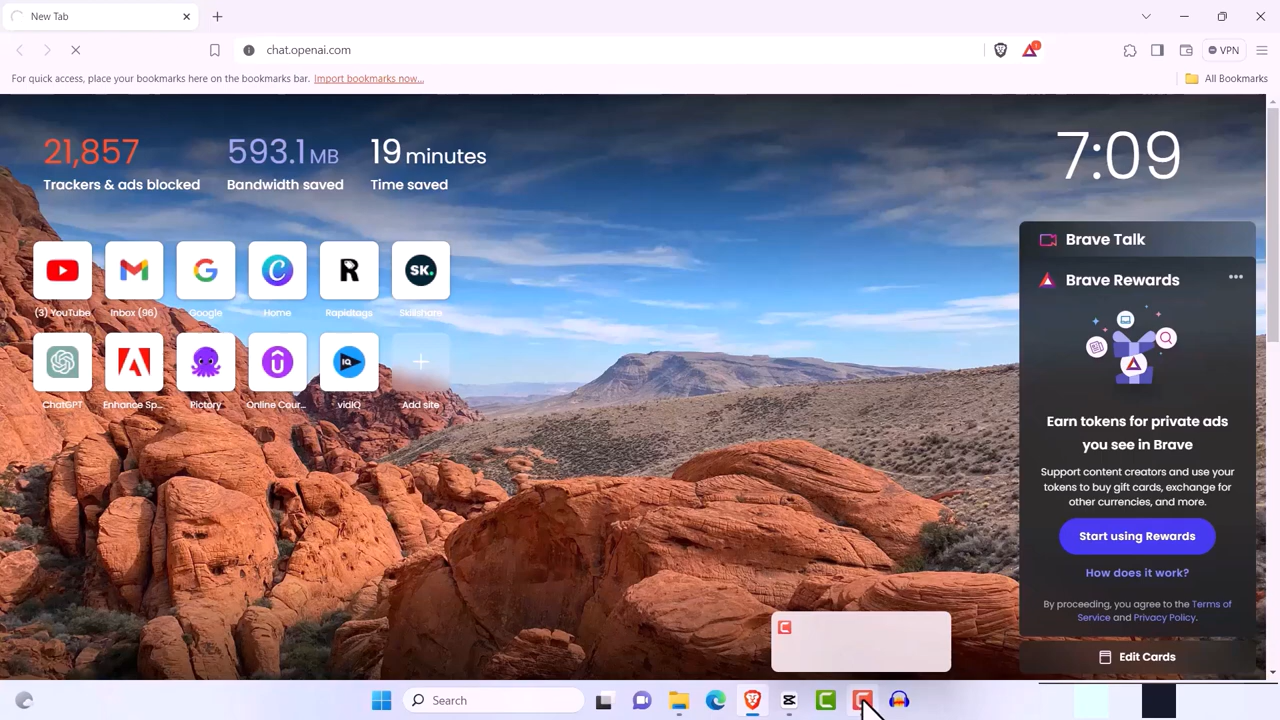 New Tab
chat.openai.com
1
VPN
For quick access, place your bookmarks here on the bookmarks bar. Import bookmarks now...
All Bookmarks
21,857
Trackers & ads blocked
593.1 MB
Bandwidth saved
19 minutes
Time saved
7:09
(3) YouTube
Inbox (96)
Google
Home
Rapidtags
SK.
Skillshare
ChatGPT
Enhance Sp...
Pictory
Online Cour...
IQ
vidIQ
Add site
Brave Talk
Brave Rewards
Earn tokens for private ads
you see in Brave
Support content creators and use your
tokens to buy gift cards, exchange for
other currencies, and more.
Start using Rewards
How does it work?
By proceeding, you agree to the Terms of
Service and Privacy Policy.
Edit Cards
Search